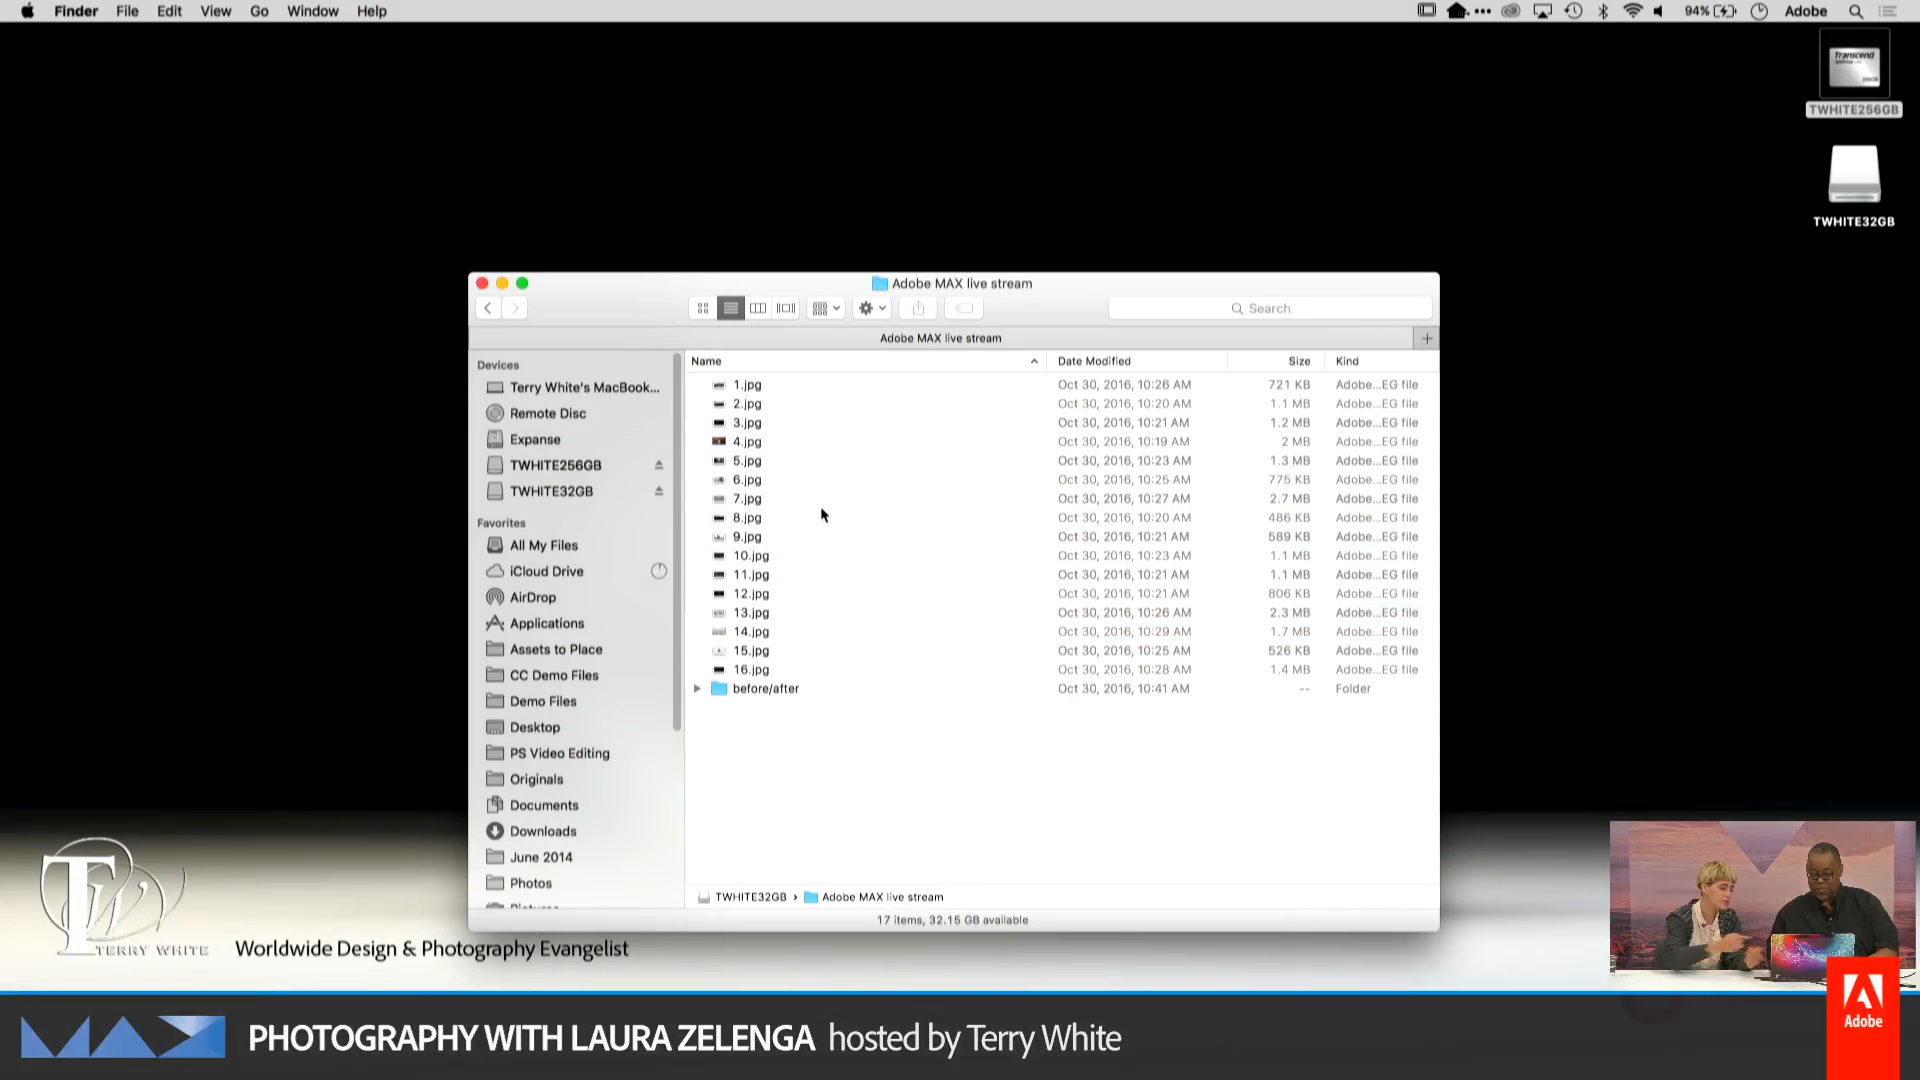 Finder File Edit View Go Window Help 94% Adobe
Transcend
TWHITE256GB
TWHITE32GB
Adobe MAX live stream
Search
Adobe MAX live stream
Devices
Terry White's MacBook...
Remote Disc
Expanse
TWHITE256GB
TWHITE32GB
Favorites
All My Files
iCloud Drive
AirDrop
Applications
Assets to Place
CC Demo Files
Demo Files
Desktop
PS Video Editing
Originals
Documents
Downloads
June 2014
Photos
Name Date Modified Size Kind
1.jpg Oct 30, 2016, 10:26 AM 721 KB Adobe...EG file
2.jpg Oct 30, 2016, 10:20 AM 1.1 MB Adobe...EG file
3.jpg Oct 30, 2016, 10:21 AM 1.2 MB Adobe...EG file
4.jpg Oct 30, 2016, 10:19 AM 2 MB Adobe...EG file
5.jpg Oct 30, 2016, 10:23 AM 1.3 MB Adobe...EG file
6.jpg Oct 30, 2016, 10:25 AM 775 KB Adobe...EG file
7.jpg Oct 30, 2016, 10:27 AM 2.7 MB Adobe...EG file
8.jpg Oct 30, 2016, 10:20 AM 486 KB Adobe...EG file
9.jpg Oct 30, 2016, 10:21 AM 589 KB Adobe...EG file
10.jpg Oct 30, 2016, 10:23 AM 1.1 MB Adobe...EG file
11.jpg Oct 30, 2016, 10:21 AM 1.1 MB Adobe...EG file
12.jpg Oct 30, 2016, 10:21 AM 806 KB Adobe...EG file
13.jpg Oct 30, 2016, 10:26 AM 2.3 MB Adobe...EG file
14.jpg Oct 30, 2016, 10:29 AM 1.7 MB Adobe...EG file
15.jpg Oct 30, 2016, 10:25 AM 526 KB Adobe...EG file
16.jpg Oct 30, 2016, 10:28 AM 1.4 MB Adobe...EG file
before/after Oct 30, 2016, 10:41 AM -- Folder
TWHITE32GB › Adobe MAX live stream
17 items, 32.15 GB available
TW
TERRY WHITE
Worldwide Design & Photography Evangelist
MAX
PHOTOGRAPHY WITH LAURA ZELENGA hosted by Terry White
Adobe